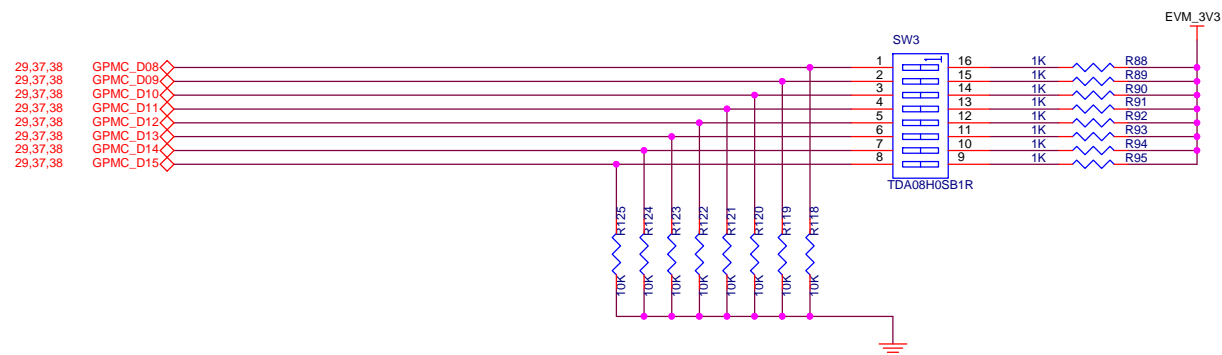 EVM_3V3
SW3
29,37,38 GPMC_D08 1 16 1K R88
29,37,38 GPMC_D09 2 15 1K R89
29,37,38 GPMC_D10 3 14 1K R90
29,37,38 GPMC_D11 4 13 1K R91
29,37,38 GPMC_D12 5 12 1K R92
29,37,38 GPMC_D13 6 11 1K R93
29,37,38 GPMC_D14 7 10 1K R94
29,37,38 GPMC_D15 8 9 1K R95
1
TDA08H0SB1R
R125 R124 R123 R122 R121 R120 R119 R118
10K 10K 10K 10K 10K 10K 10K 10K